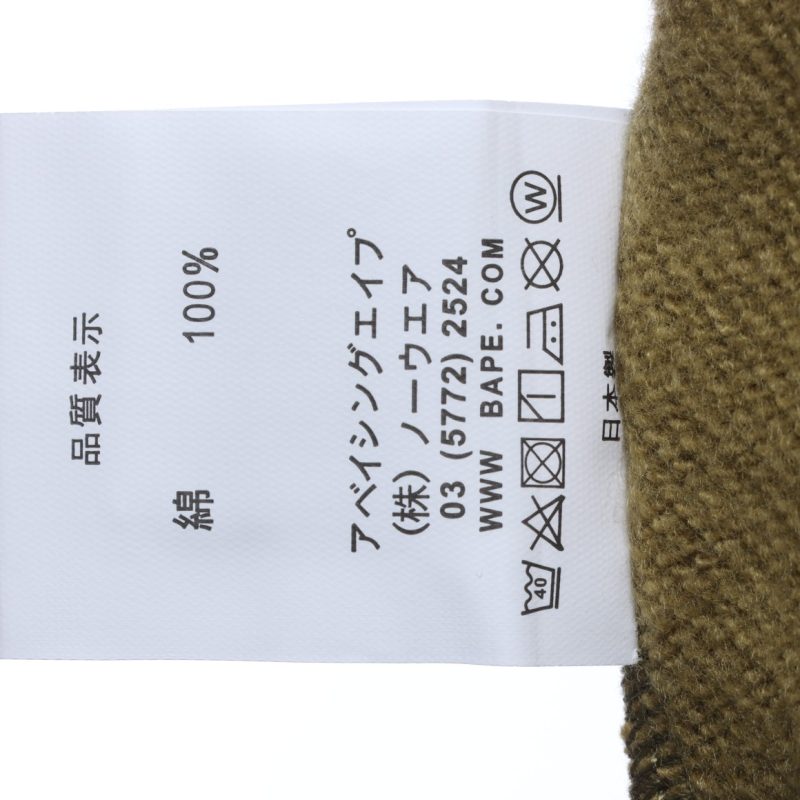 品質表示
綿 100%
アベイシングエイプ
(株)ノーウエア
03 (5772) 2524
WWW BAPE. COM
40 W
日本製